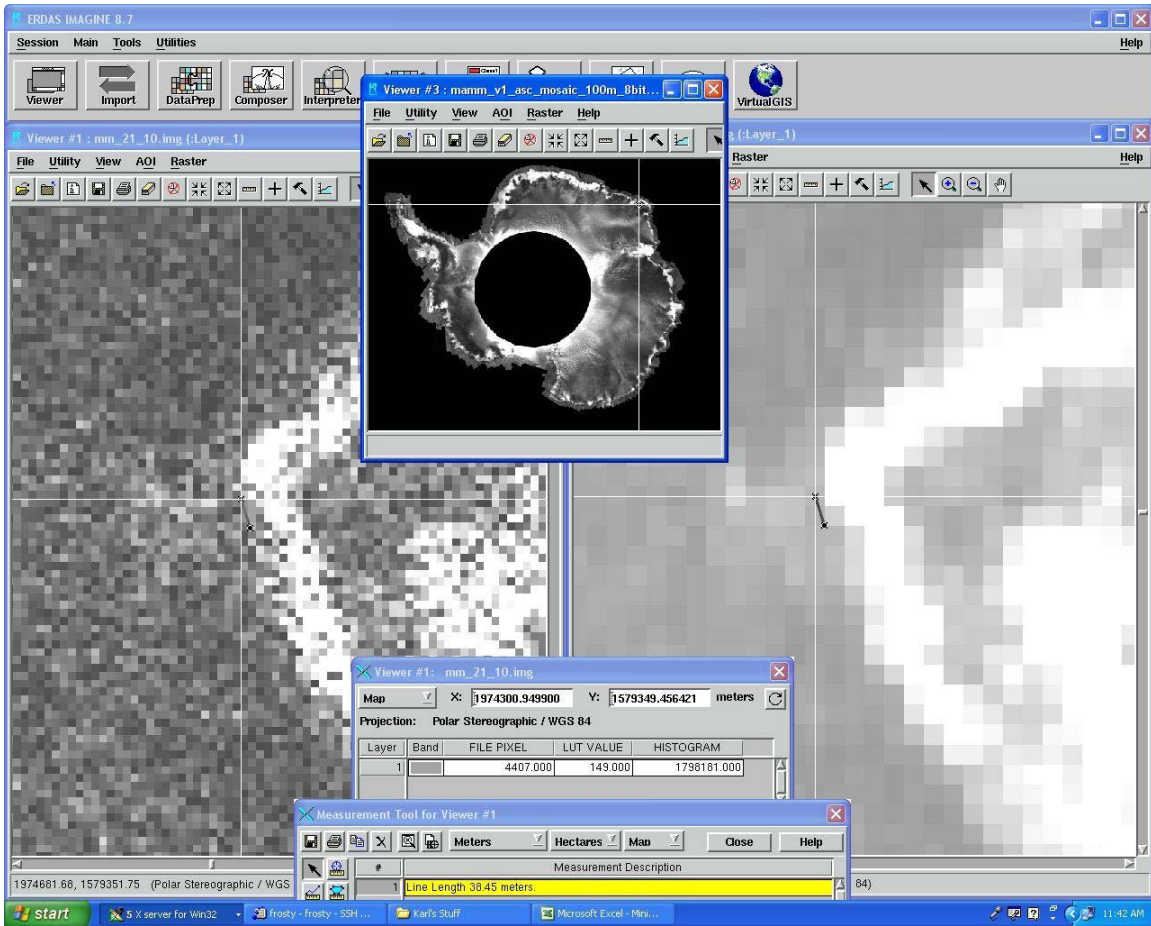 ERDAS IMAGINE 8.7
Session Main Tools Utilities Help
Viewer Import DataPrep Composer Interpreter VirtualGIS
Viewer #3 : mamm_v1_asc_mosaic_100m_8bit...
File Utility View AOI Raster Help
Viewer #1 : mm_21_10.img (:Layer_1)
File Utility View AOI Raster
(:Layer_1)
Raster Help
Viewer #1: mm_21_10.img
Map X: 1974300.949900 Y: 1579349.456421 meters
Projection: Polar Stereographic / WGS 84
Layer Band FILE PIXEL LUT VALUE HISTOGRAM
1 4407.000 149.000 1798181.000
Measurement Tool for Viewer #1
Meters Hectares Map Close Help
# Measurement Description
1 Line Length 38.45 meters.
1974681.68, 1579351.75 (Polar Stereographic / WGS
84)
start 5 X server for Win32 frosty - frosty - SSH ... Karl's Stuff Microsoft Excel - Mini... 11:42 AM